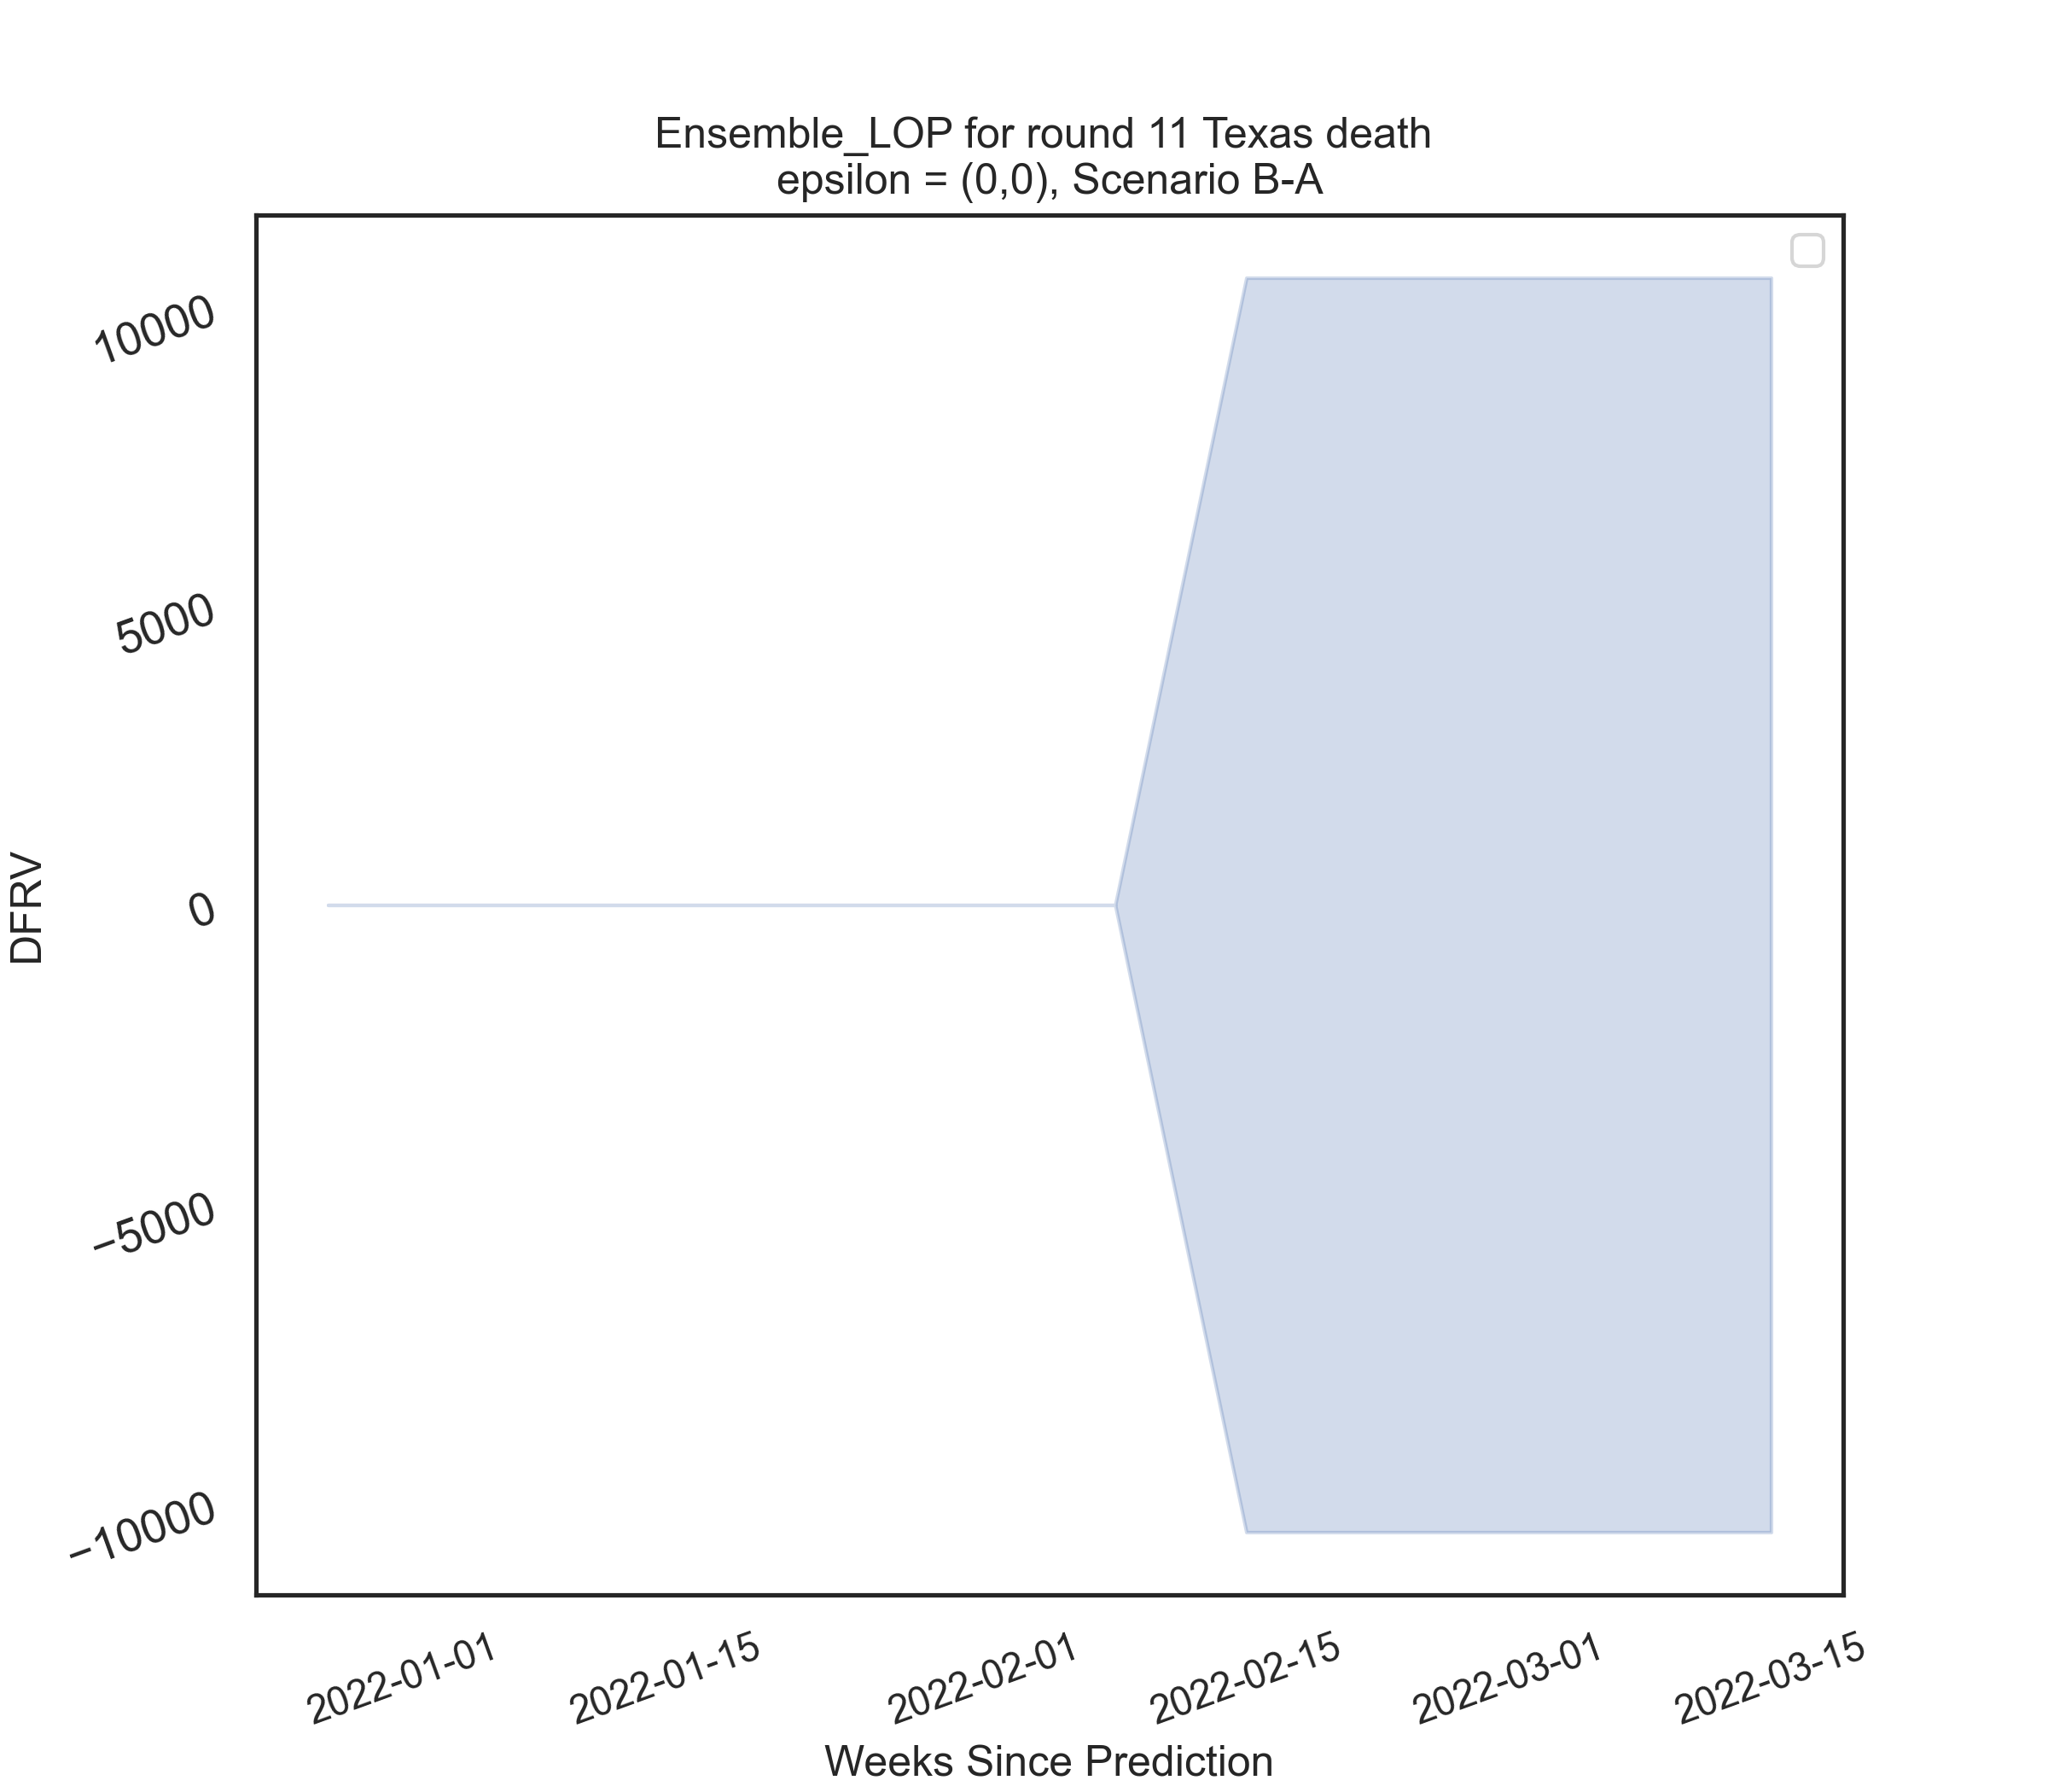 Ensemble_LOP for round 11 Texas death
epsilon = (0,0), Scenario B-A
10000
5000
0
−5000
−10000
DFRV
2022-01-01
2022-01-15
2022-02-01
2022-02-15
2022-03-01
2022-03-15
Weeks Since Prediction